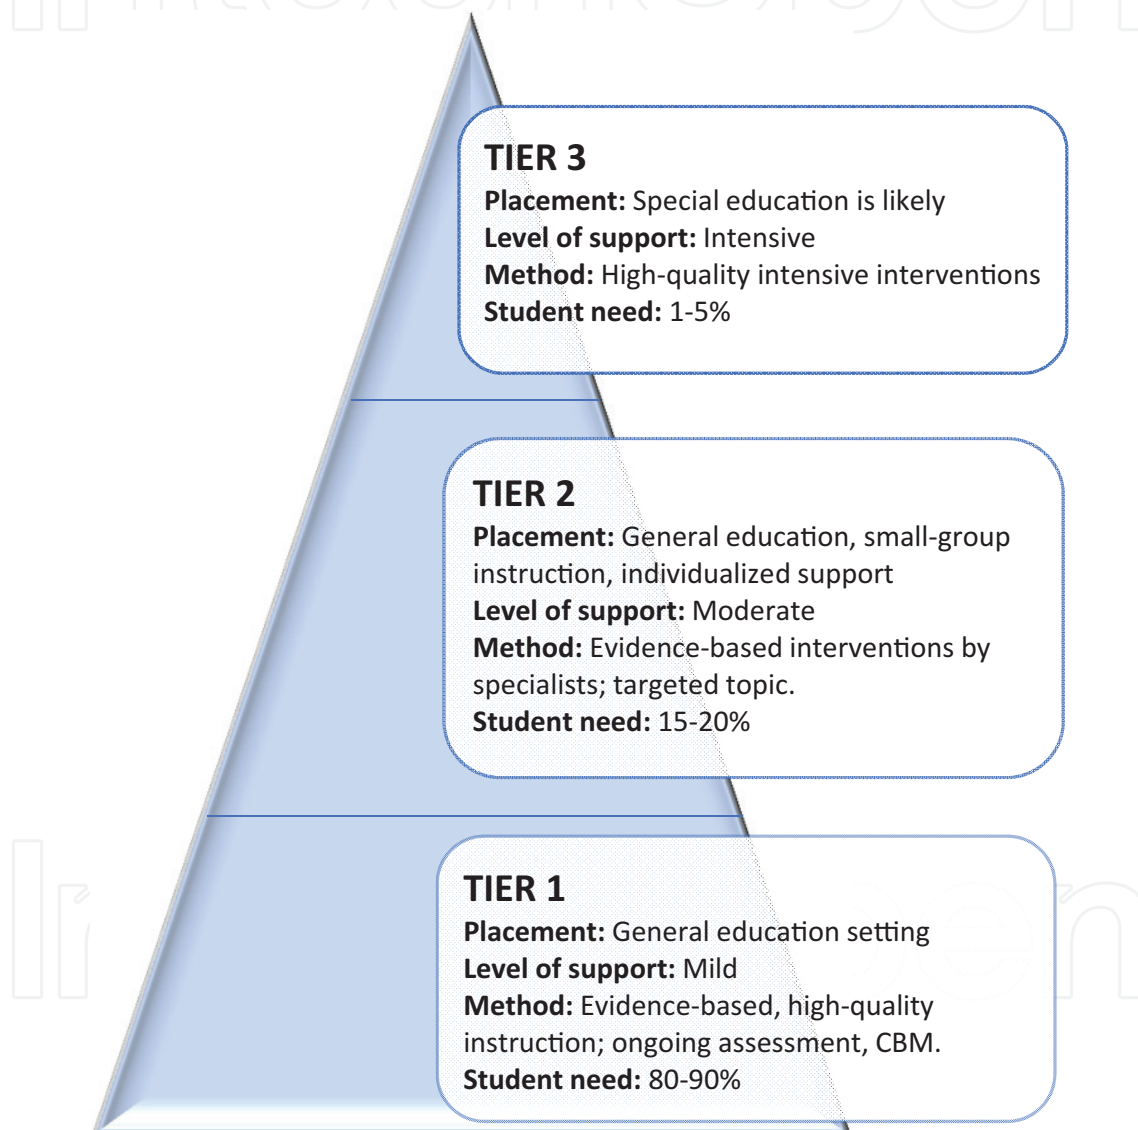 TIER 3
Placement: Special education is likely
Level of support: Intensive
Method: High-quality intensive interventions
Student need: 1-5%
TIER 2
Placement: General education, small-group
instruction, individualized support
Level of support: Moderate
Method: Evidence-based interventions by
specialists; targeted topic.
Student need: 15-20%
TIER 1
Placement: General education setting
Level of support: Mild
Method: Evidence-based, high-quality
instruction; ongoing assessment, CBM.
Student need: 80-90%